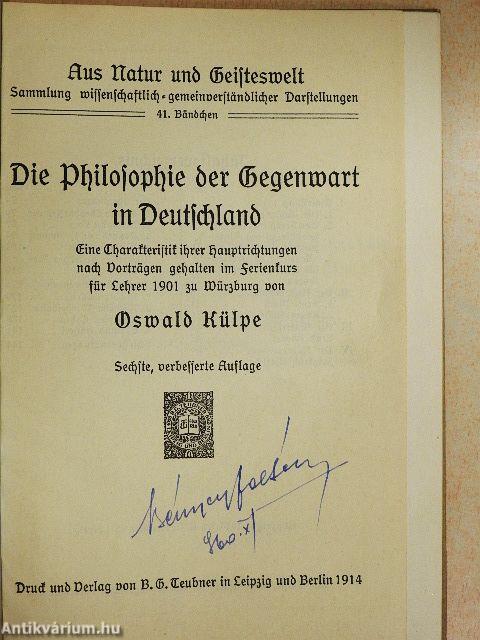 Aus Natur und Geisteswelt
Sammlung wissenschaftlich-gemeinverständlicher Darstellungen
41. Bändchen
Die Philosophie der Gegenwart
in Deutschland
Eine Charakteristik ihrer Hauptrichtungen
nach Vorträgen gehalten im Ferienkurs
für Lehrer 1901 zu Würzburg von
Oswald Külpe
Sechste, verbesserte Auflage
Druck und Verlag von B. G. Teubner in Leipzig und Berlin 1914
Antikvárium.hu